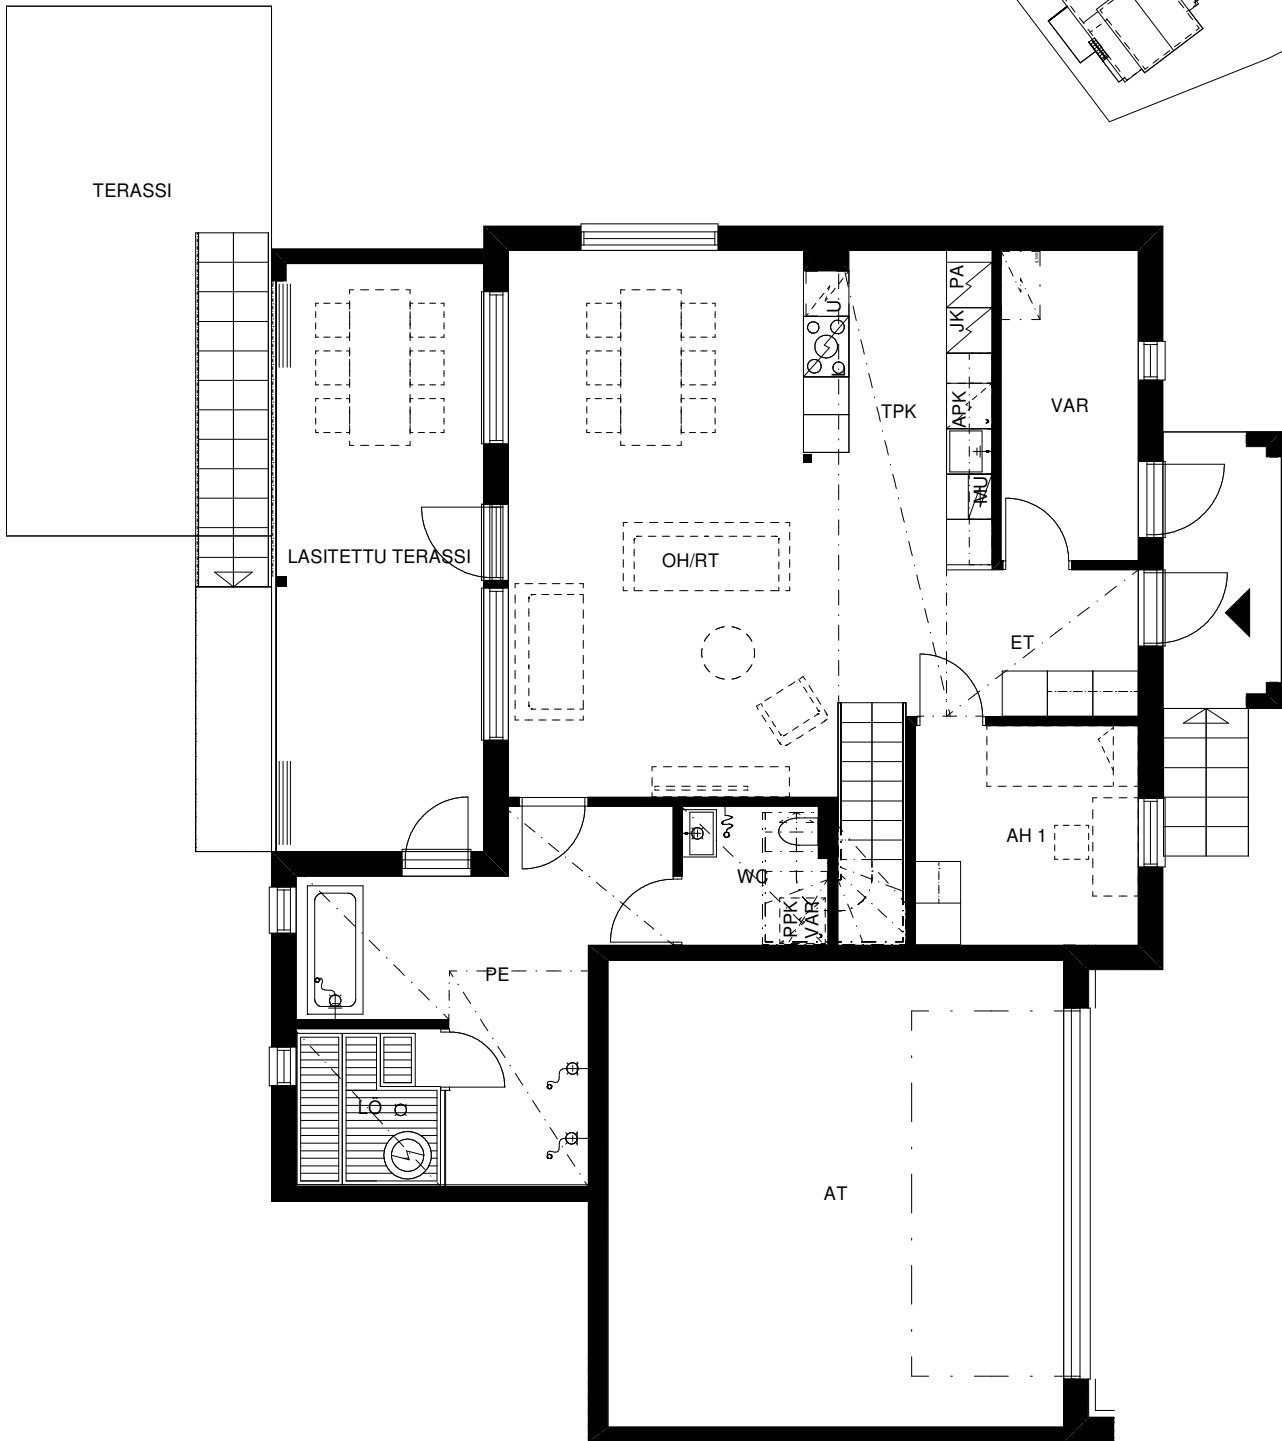 TERASSI
PA
JK
U
L
APK
TPK
VAR
MU
LASITETTU TERASSI
OH/RT
ET
AH 1
WC
PPK
VAR
PE
LÖ
AT